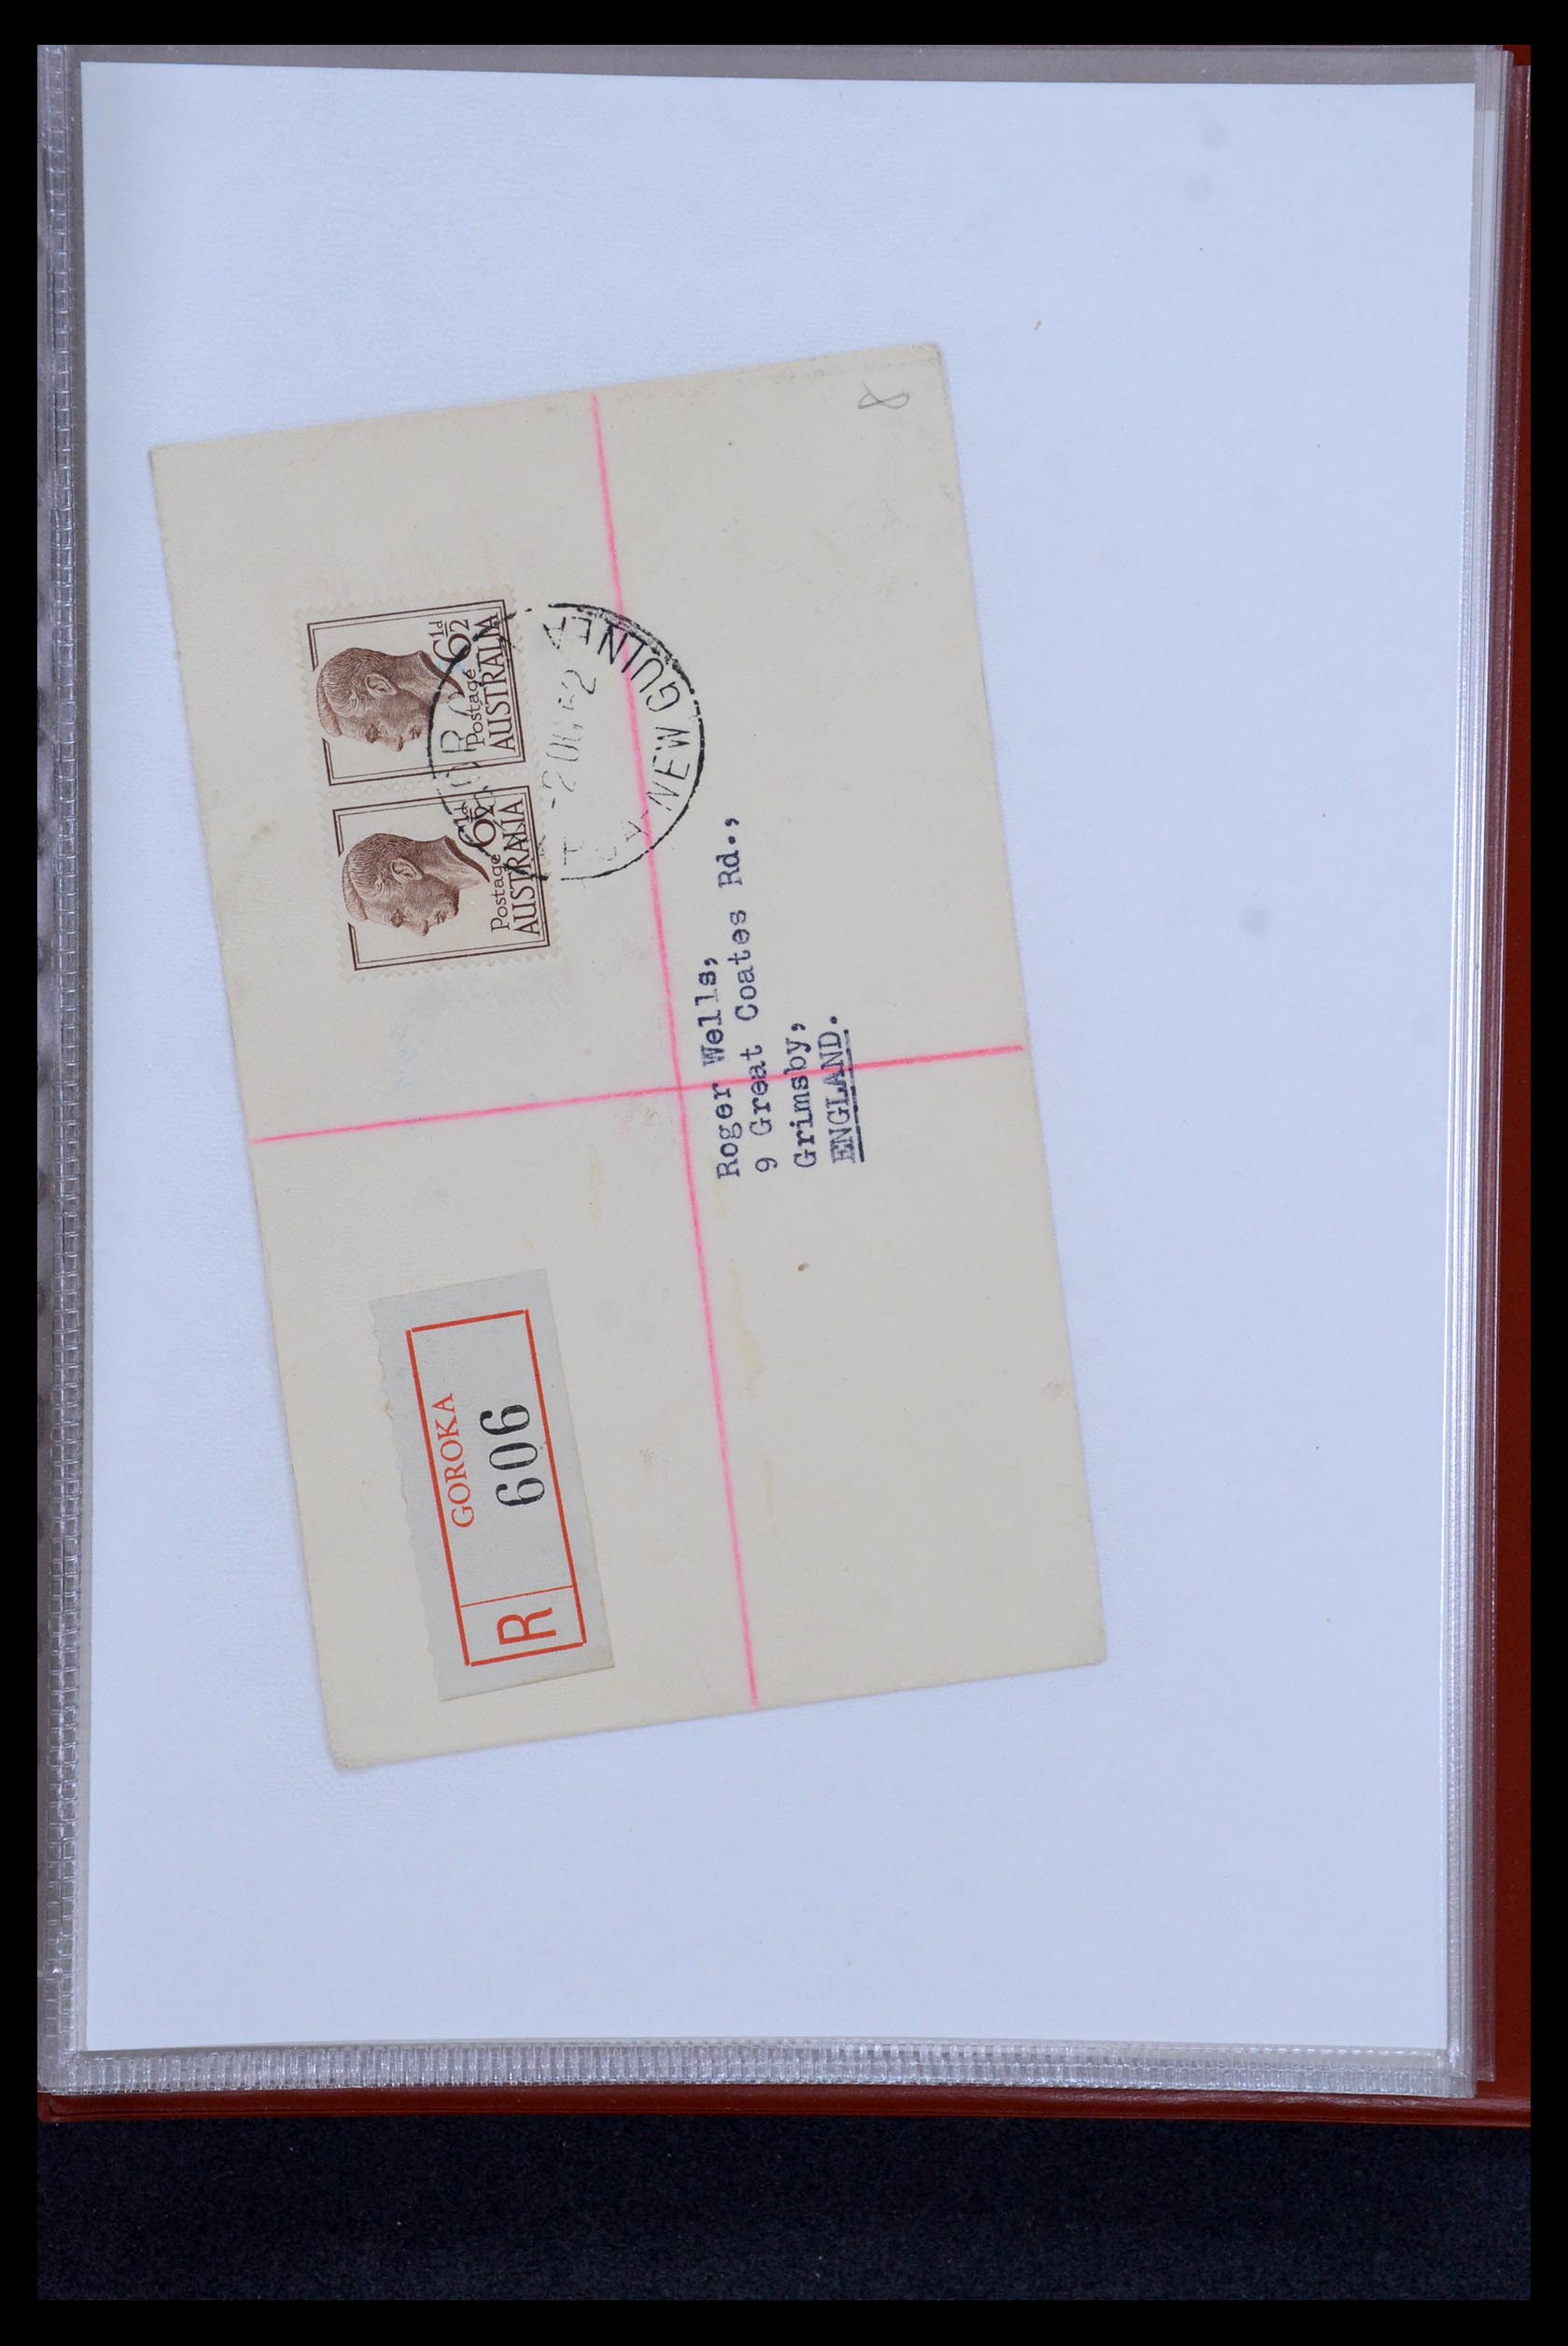 GOROKA
R 606
Postage 6½d
AUSTRALIA
Postage 6½d
AUSTRALIA
NEW GUINEA
Roger Wells,
9 Great Coates Rd.,
Grimsby,
ENGLAND.
8